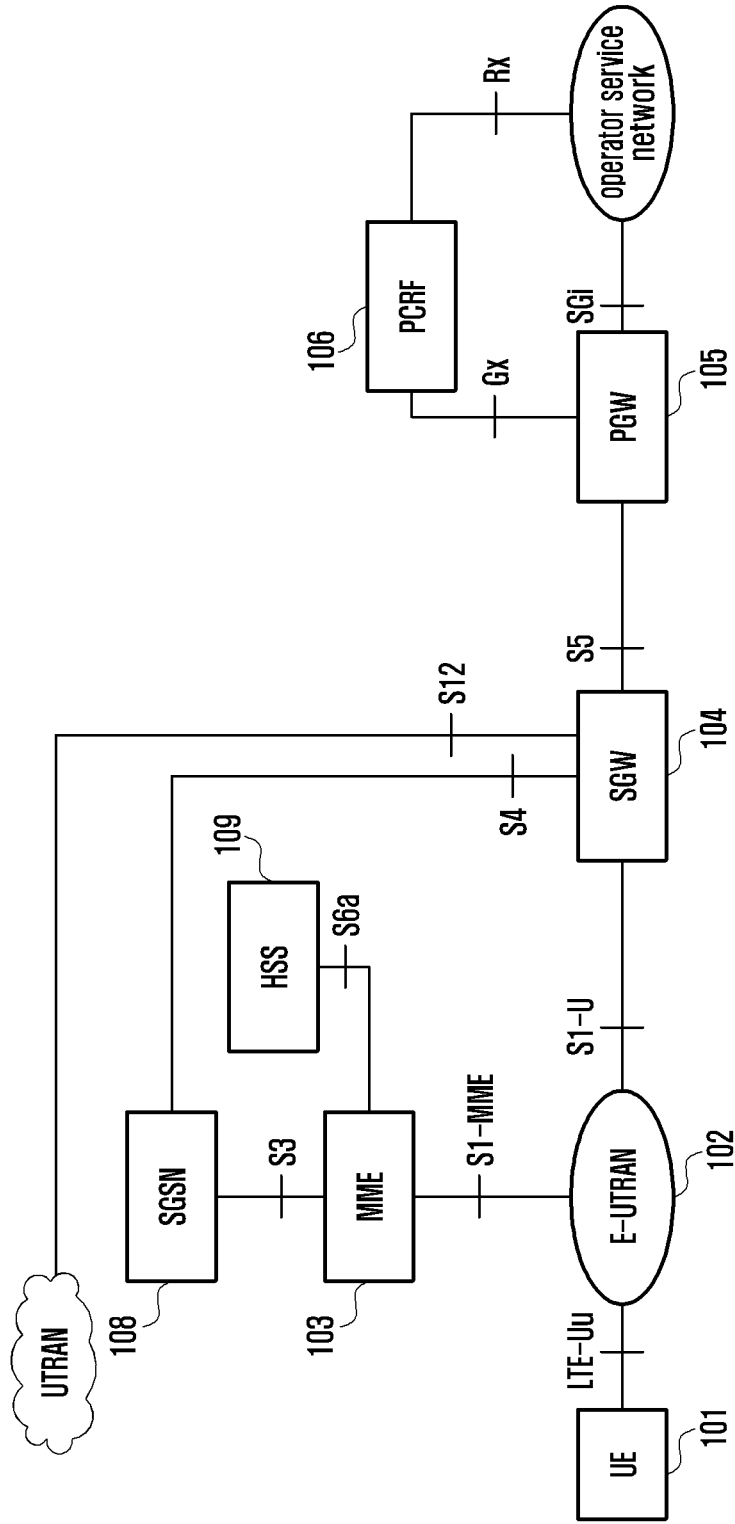 UTRAN
SGSN
108
HSS
109
S3
S6a
MME
103
S12
S4
PCRF
106
Gx
Rx
S1-MME
UE
101
LTE-Uu
E-UTRAN
102
S1-U
SGW
104
S5
PGW
105
SGi
operator service
network